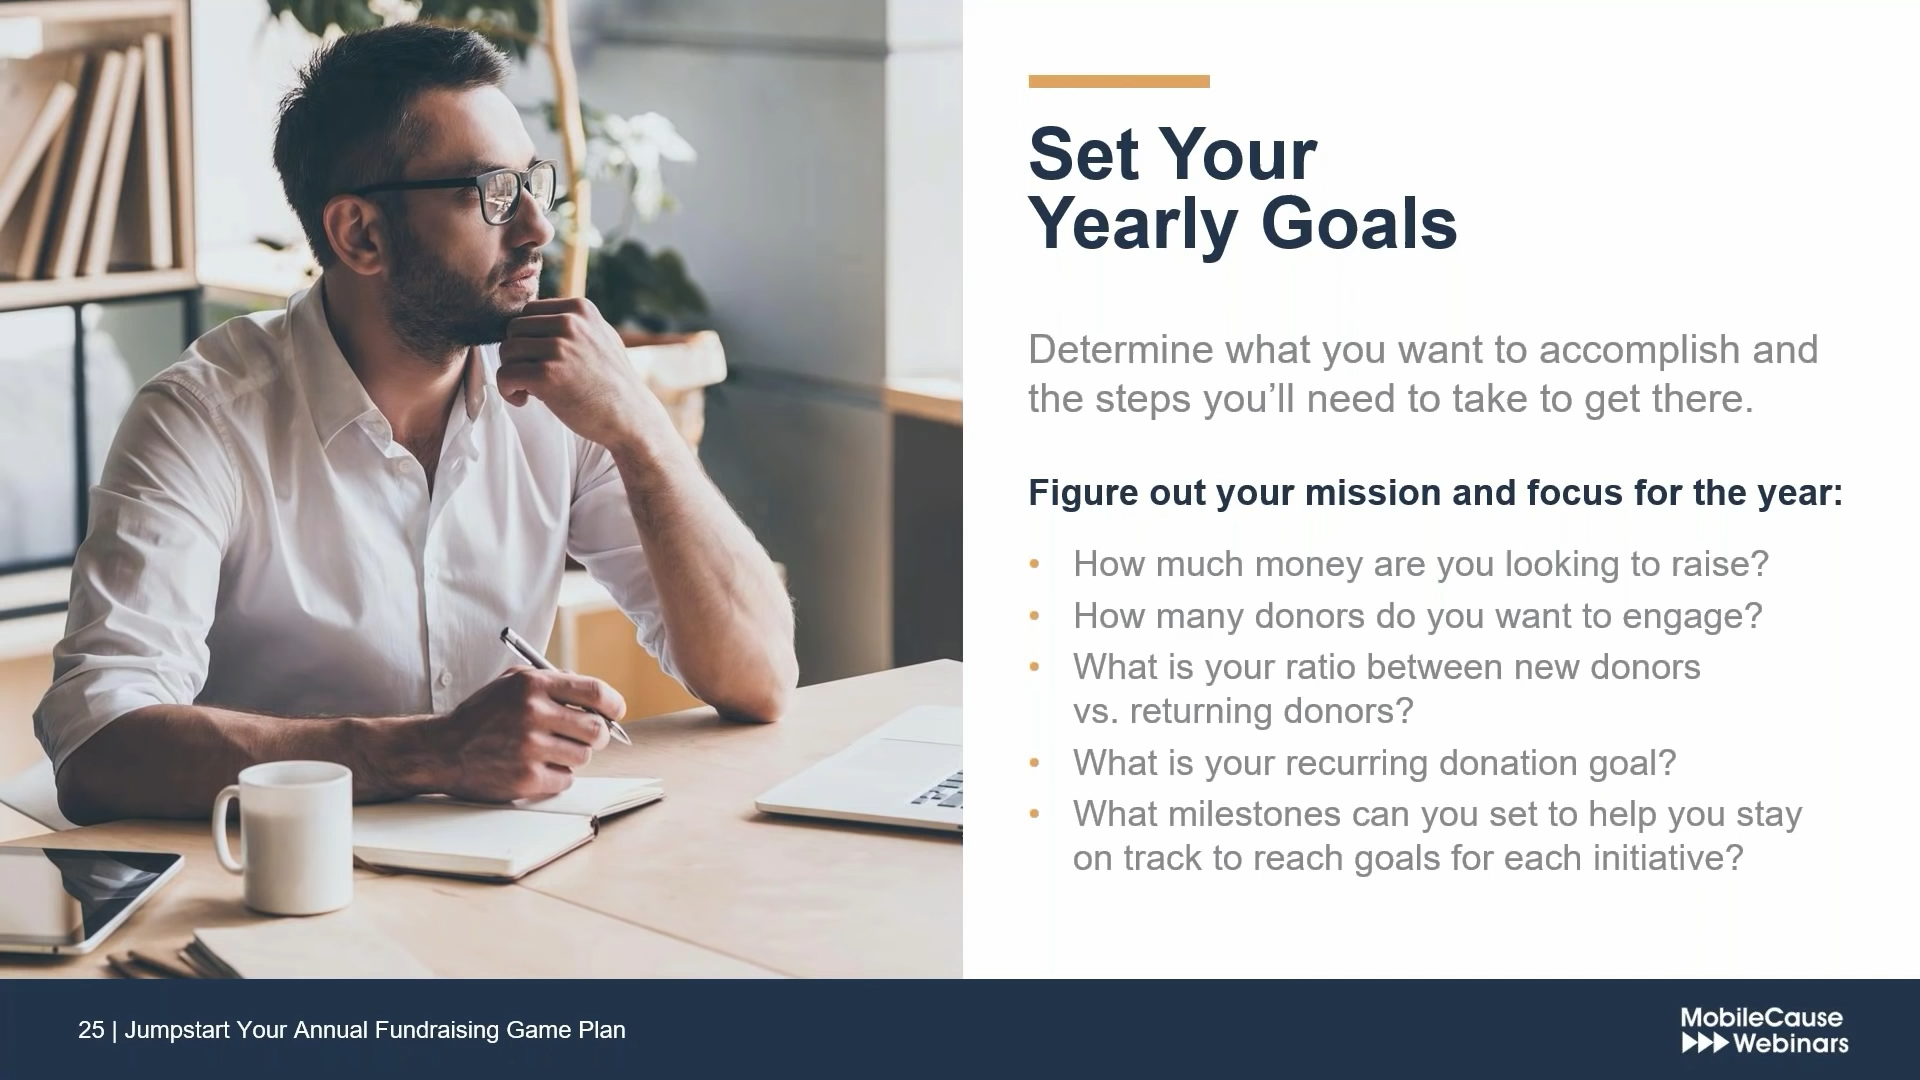 Set Your
Yearly Goals
Determine what you want to accomplish and
the steps you’ll need to take to get there.
Figure out your mission and focus for the year:
• How much money are you looking to raise?
• How many donors do you want to engage?
• What is your ratio between new donors
vs. returning donors?
• What is your recurring donation goal?
• What milestones can you set to help you stay
on track to reach goals for each initiative?
25 | Jumpstart Your Annual Fundraising Game Plan
MobileCause
Webinars